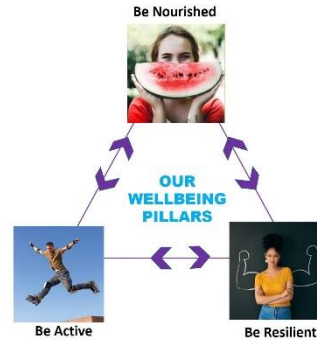 Be Nourished
OUR
WELLBEING
PILLARS
Be Active
Be Resilient